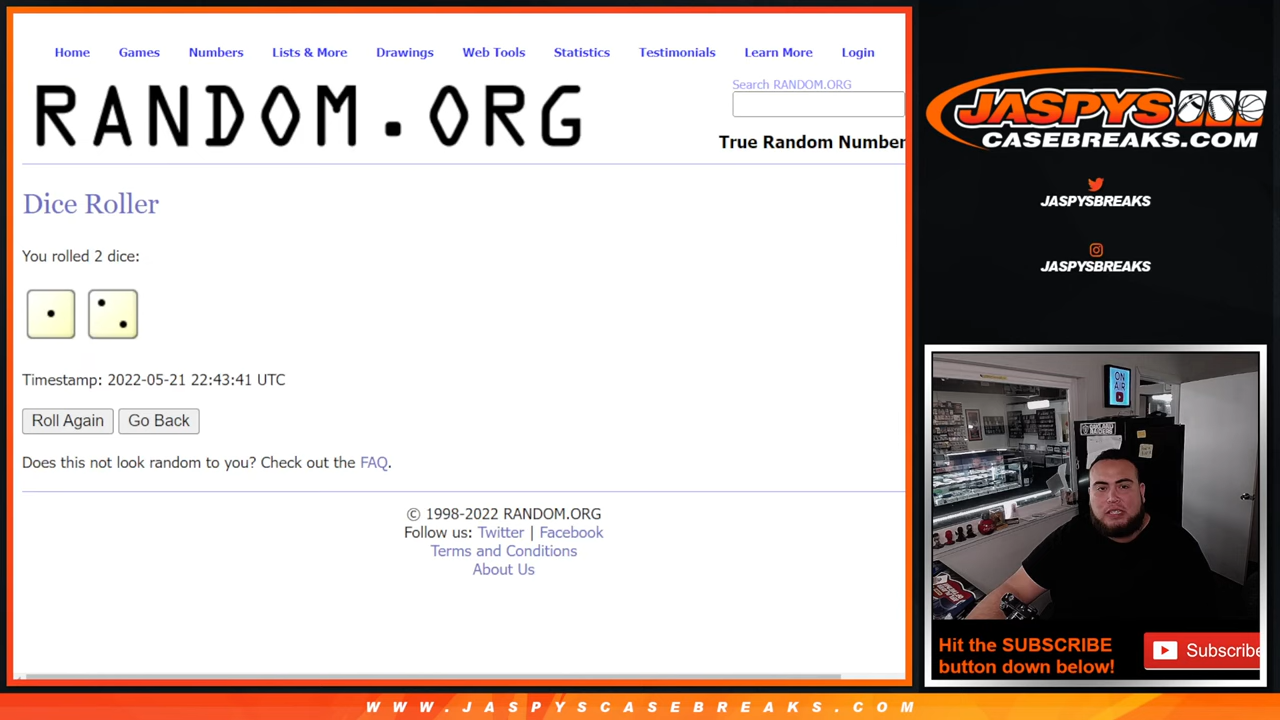 Home Games Numbers Lists & More Drawings Web Tools Statistics Testimonials Learn More Login
RANDOM.ORG
Search RANDOM.ORG
True Random Number
Dice Roller
You rolled 2 dice:
Timestamp: 2022-05-21 22:43:41 UTC
Roll Again Go Back
Does this not look random to you? Check out the FAQ.
© 1998-2022 RANDOM.ORG
Follow us: Twitter | Facebook
Terms and Conditions
About Us
JASPYS
CASEBREAKS.COM
JASPYSBREAKS
JASPYSBREAKS
ON
AIR
Hit the SUBSCRIBE
button down below!
Subscribe
WWW.JASPYSCASEBREAKS.COM